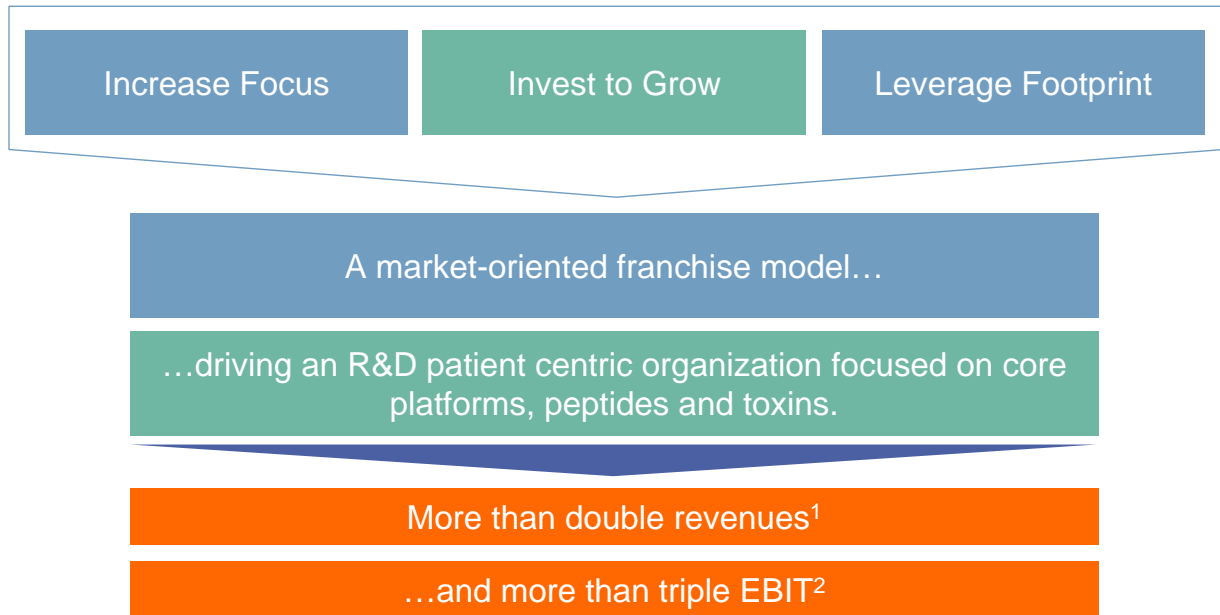 Increase Focus
Invest to Grow
Leverage Footprint
A market-oriented franchise model…
…driving an R&D patient centric organization focused on core
platforms, peptides and toxins.
More than double revenues¹
…and more than triple EBIT²